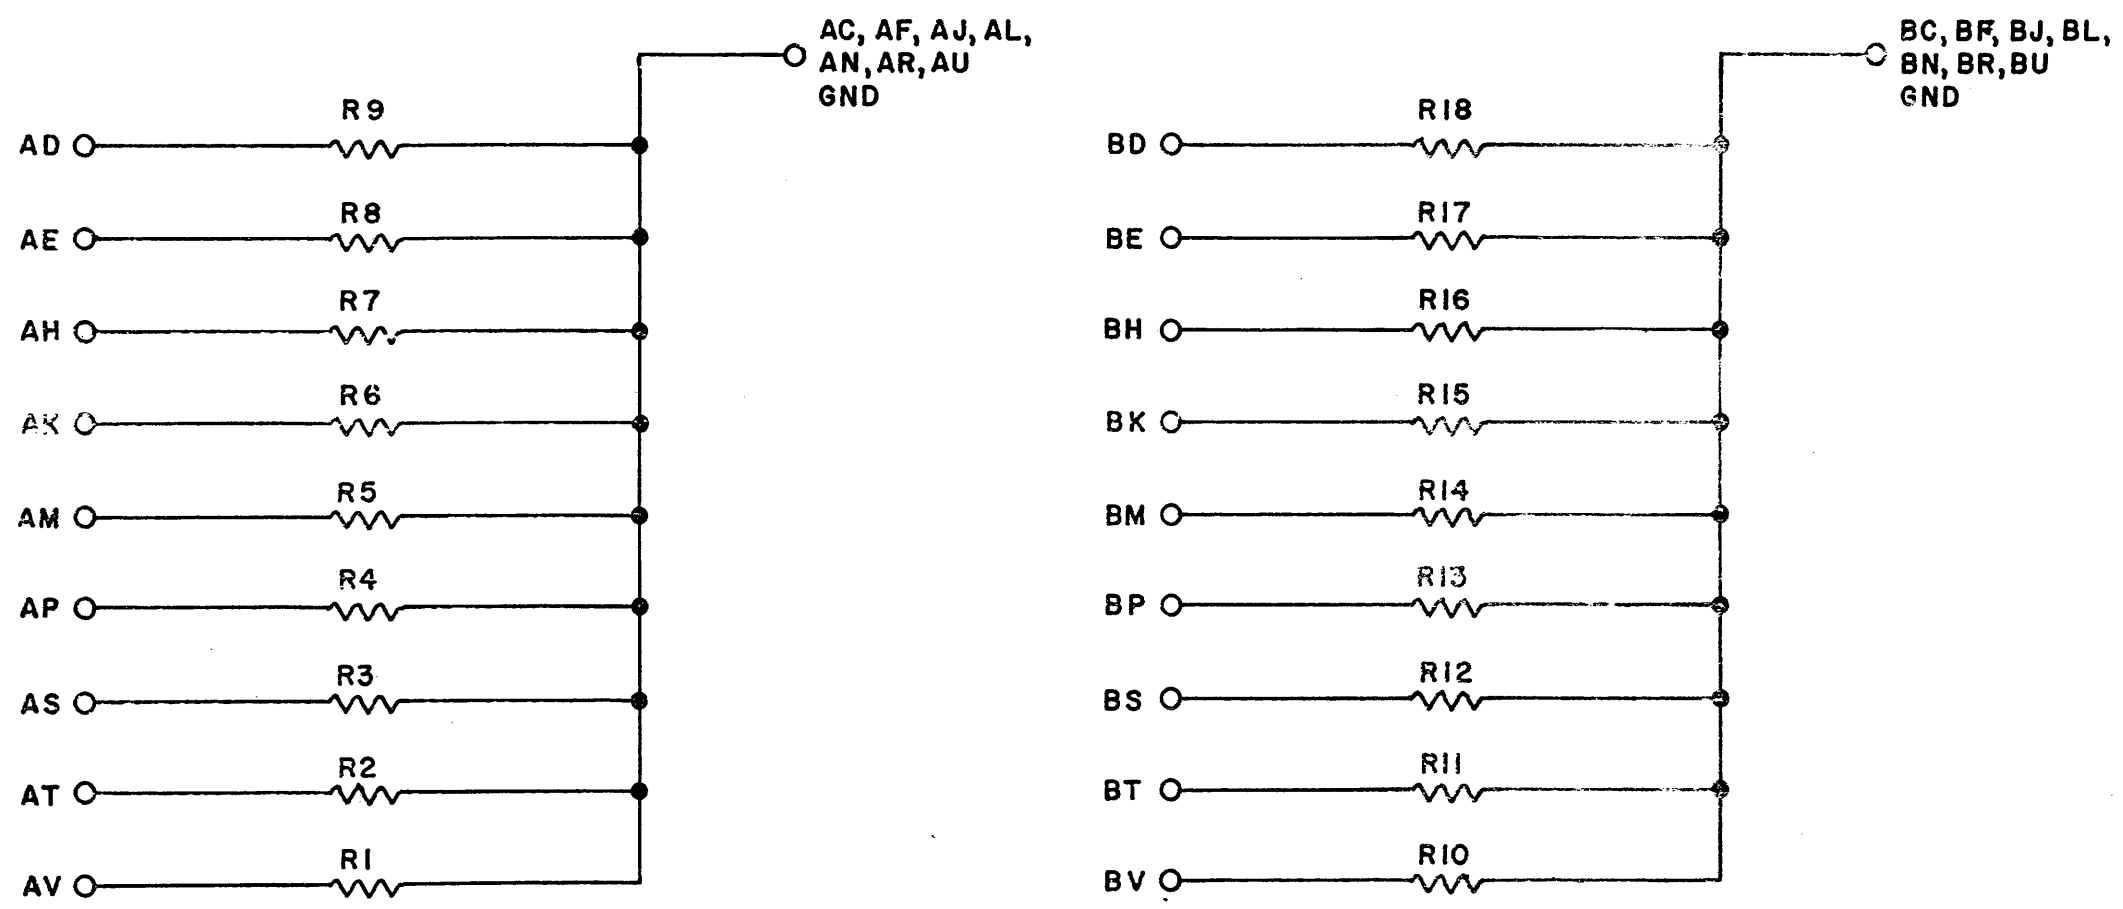 AC, AF, AJ, AL,
AN, AR, AU
GND
R9
AD
R8
AE
R7
AH
R6
AK
R5
AM
R4
AP
R3
AS
R2
AT
R1
AV
BC, BF, BJ, BL,
BN, BR, BU
GND
R18
BD
R17
BE
R16
BH
R15
BK
R14
BM
R13
BP
R12
BS
R11
BT
R10
BV